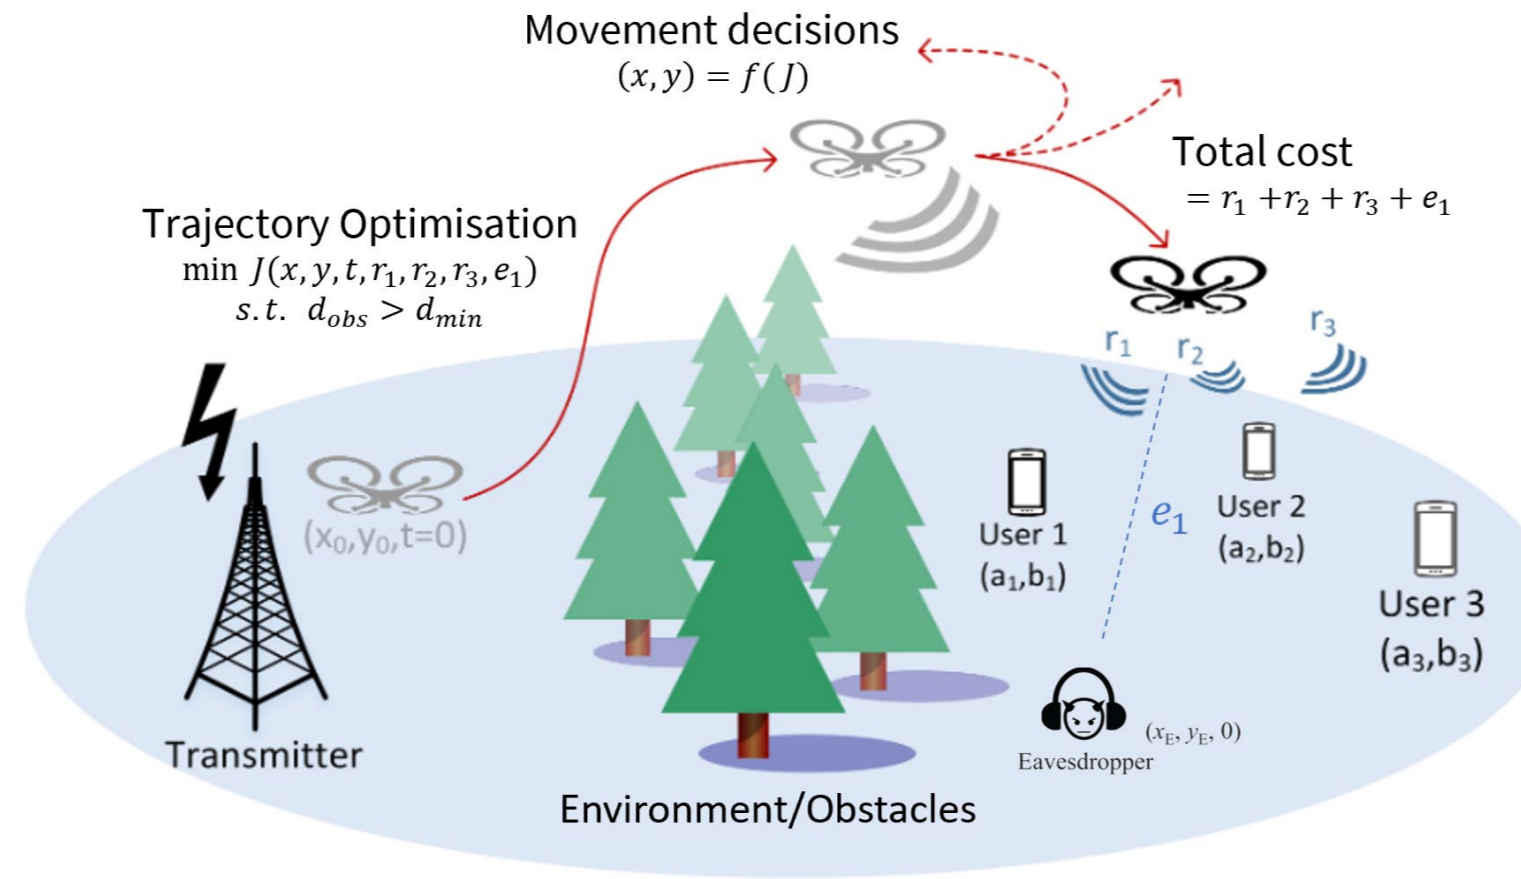 Movement decisions
(x, y) = f(J)
Total cost
= r₁ +r₂ + r₃ + e₁
Trajectory Optimisation
min J(x, y, t, r₁, r₂, r₃, e₁)
s.t. d_obs > d_min
r₁
r₂
r₃
(x₀,y₀,t=0)
e₁
User 1
(a₁,b₁)
User 2
(a₂,b₂)
User 3
(a₃,b₃)
Transmitter
(x_E, y_E, 0)
Eavesdropper
Environment/Obstacles